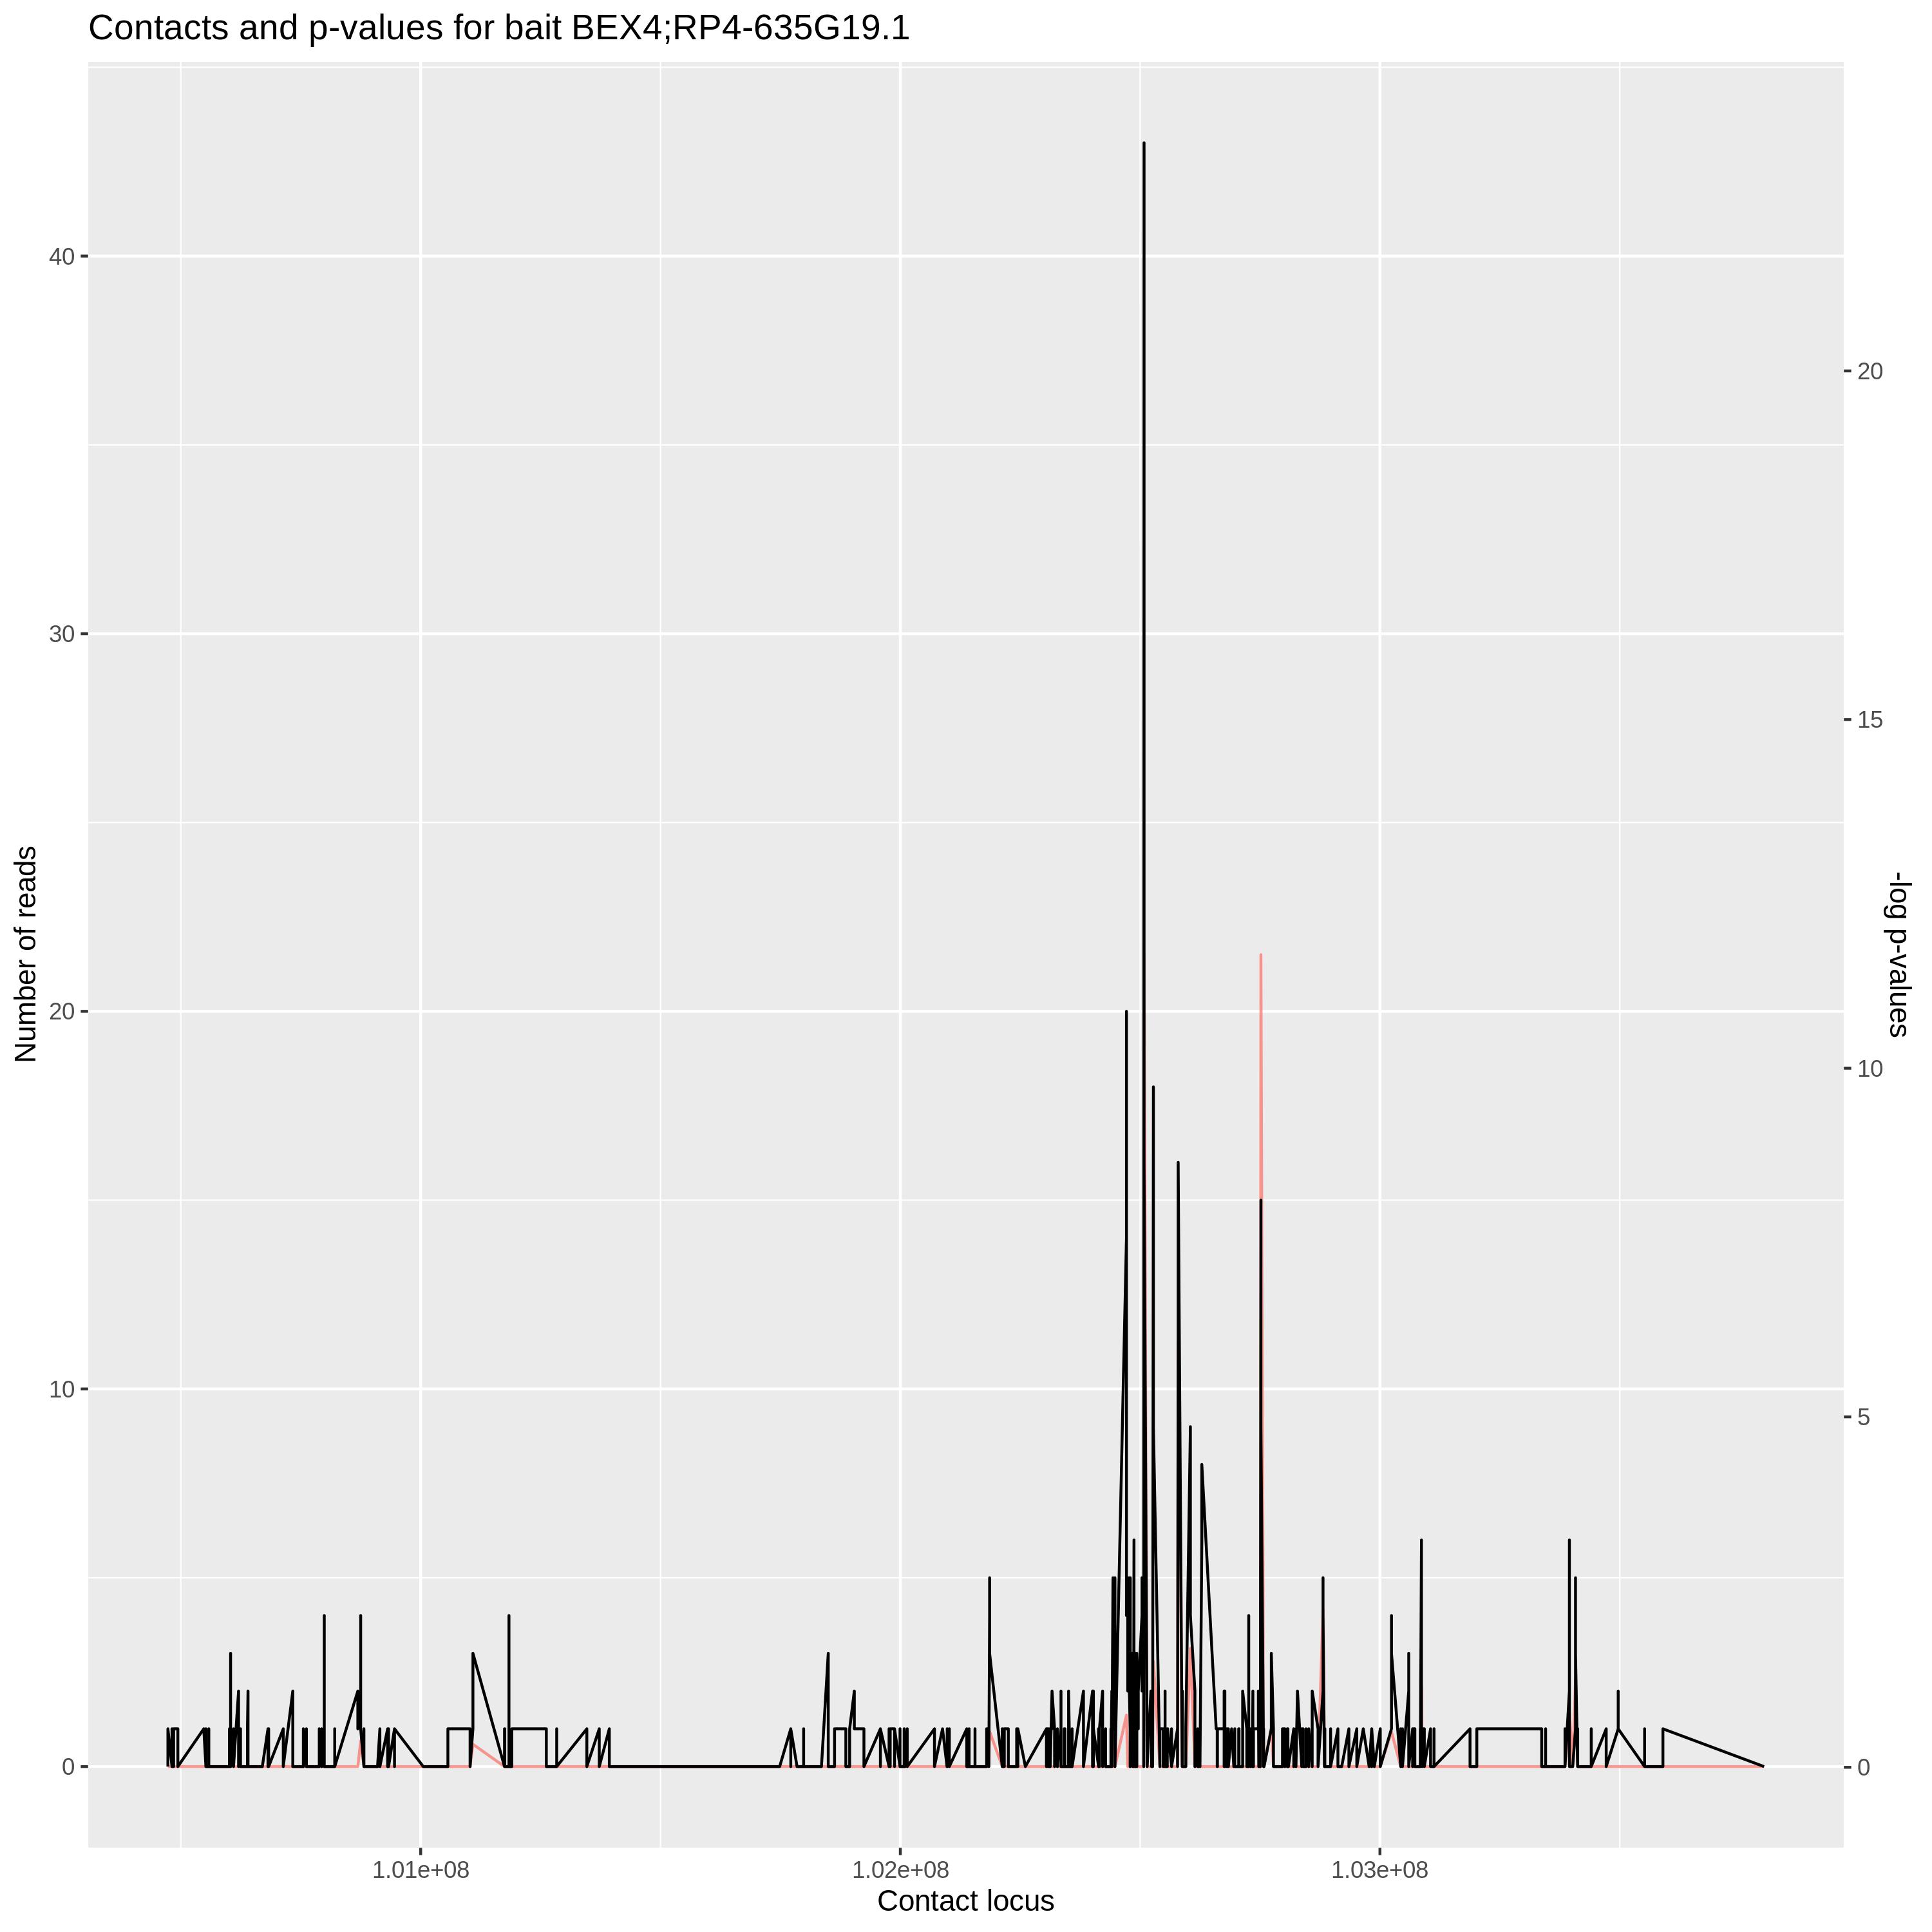 Contacts and p-values for bait BEX4;RP4-635G19.1
40
30
20
10
0
Number of reads
20
15
10
5
0
-log p-values
1.01e+08
1.02e+08
1.03e+08
Contact locus